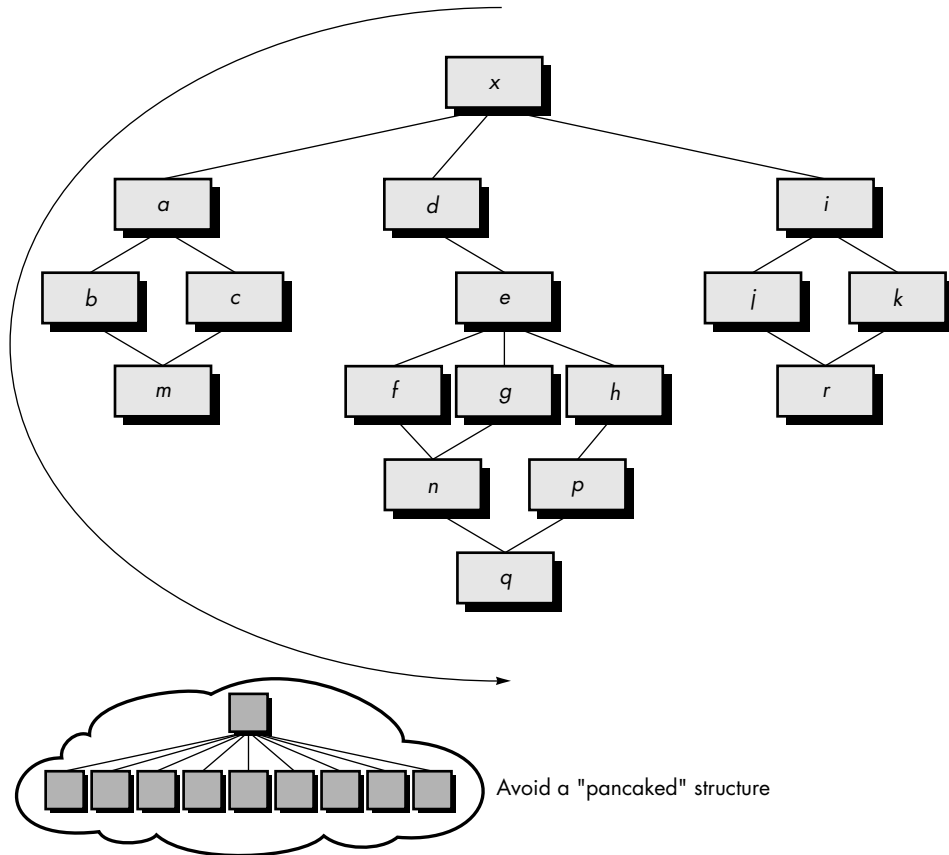 x
a d i
b c e j k
m f g h r
n p
q
Avoid a "pancaked" structure